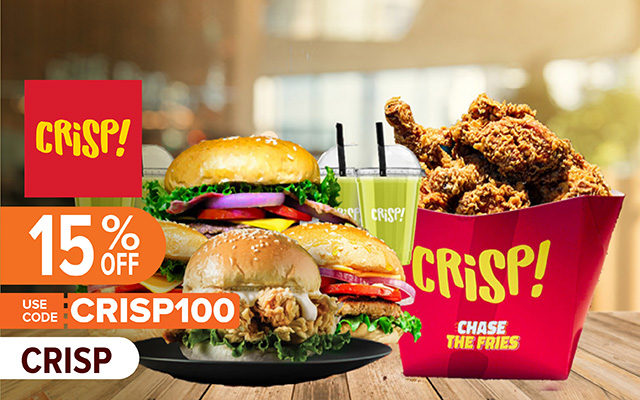 CRISP!
15% OFF
USE CODE CRISP100
CRISP
CRISP!
CRISP!
CHASE
THE FRIES